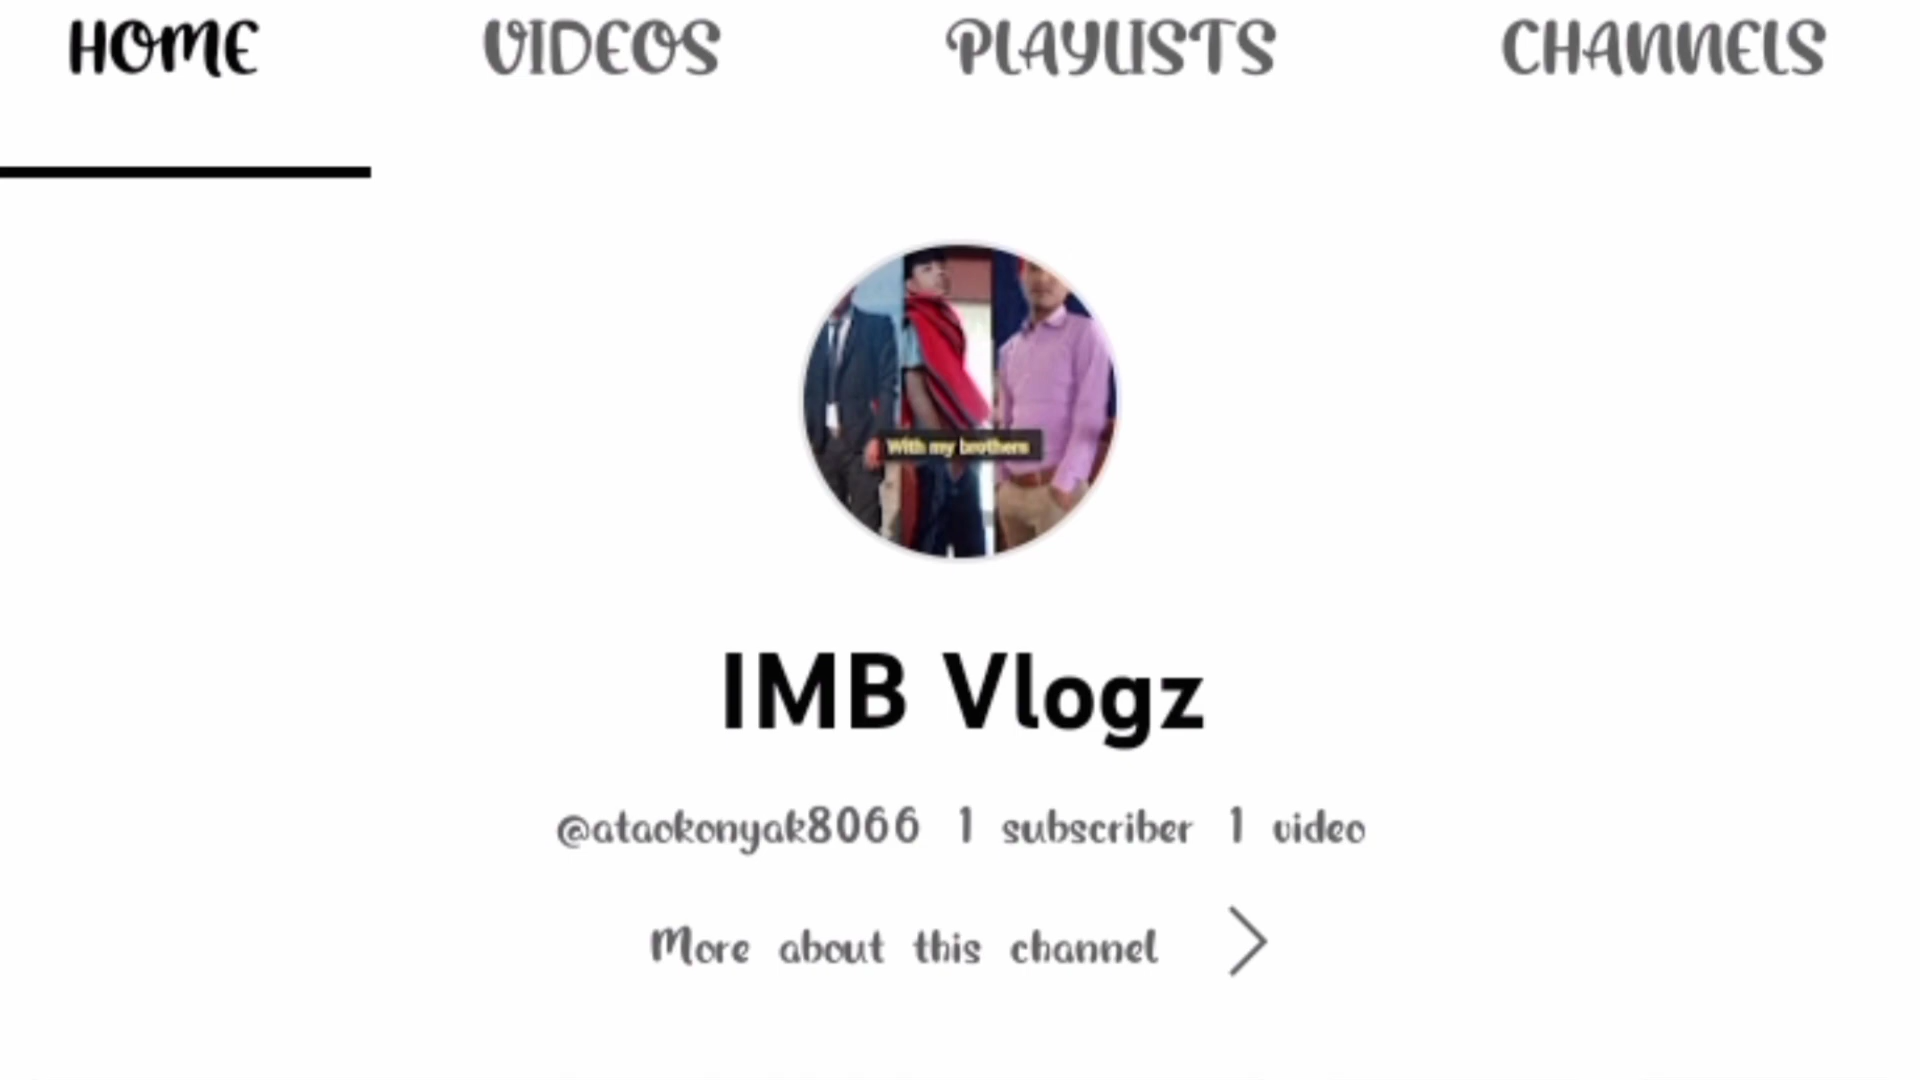 HOME VIDEOS PLAYLISTS CHANNELS
With my brothers
IMB Vlogz
@ataokonyak8066 1 subscriber 1 video
More about this channel